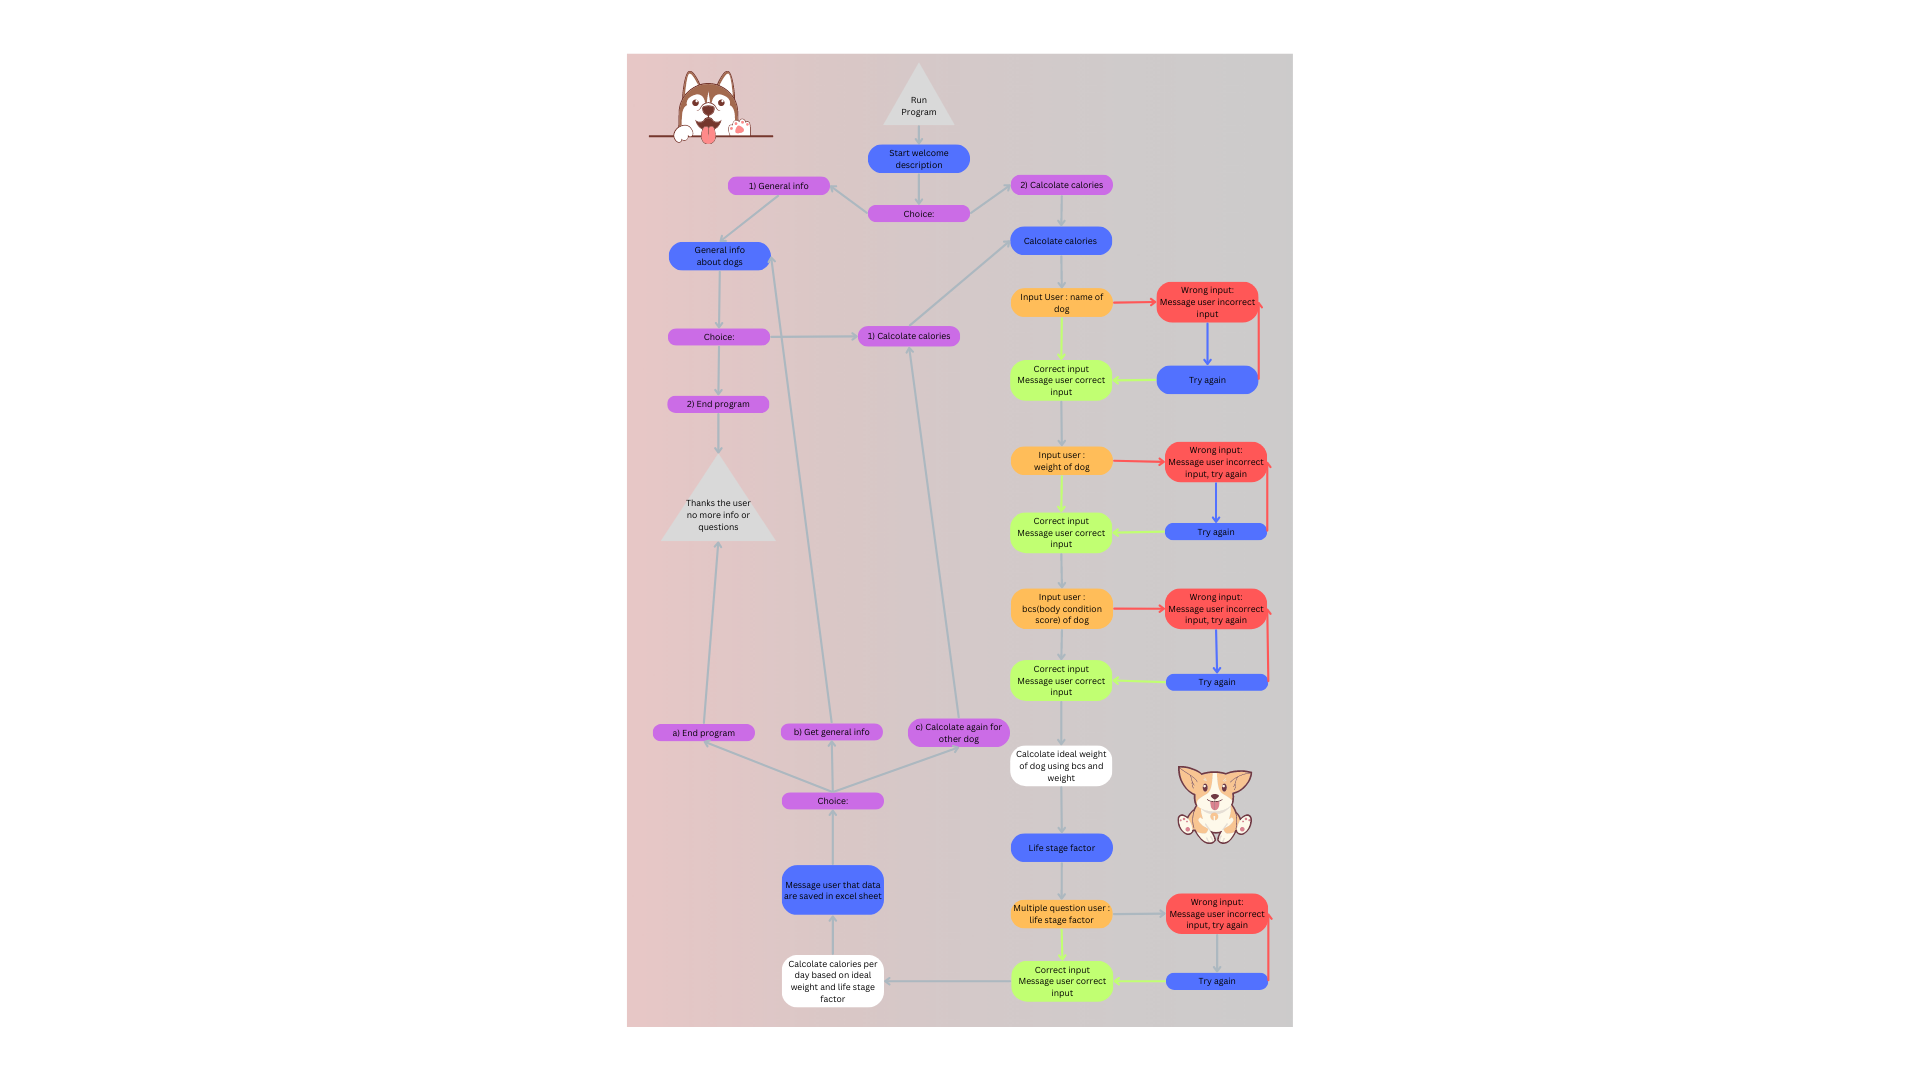 Run
Program
Start welcome
description
1) General info
2) Calcolate calories
Choice:
General info
about dogs
Calcolate calories
Input User : name of
dog
Wrong input:
Message user incorrect
input
Choice:
1) Calcolate calories
Correct input
Message user correct
input
Try again
2) End program
Input user :
weight of dog
Wrong input:
Message user incorrect
input, try again
Thanks the user
no more info or
questions
Correct input
Message user correct
input
Try again
Input user :
bcs(body condition
score) of dog
Wrong input:
Message user incorrect
input, try again
Correct input
Message user correct
input
Try again
a) End program
b) Get general info
c) Calcolate again for
other dog
Calcolate ideal weight
of dog using bcs and
weight
Choice:
Life stage factor
Message user that data
are saved in excel sheet
Multiple question user :
life stage factor
Wrong input:
Message user incorrect
input, try again
Calcolate calories per
day based on ideal
weight and life stage
factor
Correct input
Message user correct
input
Try again